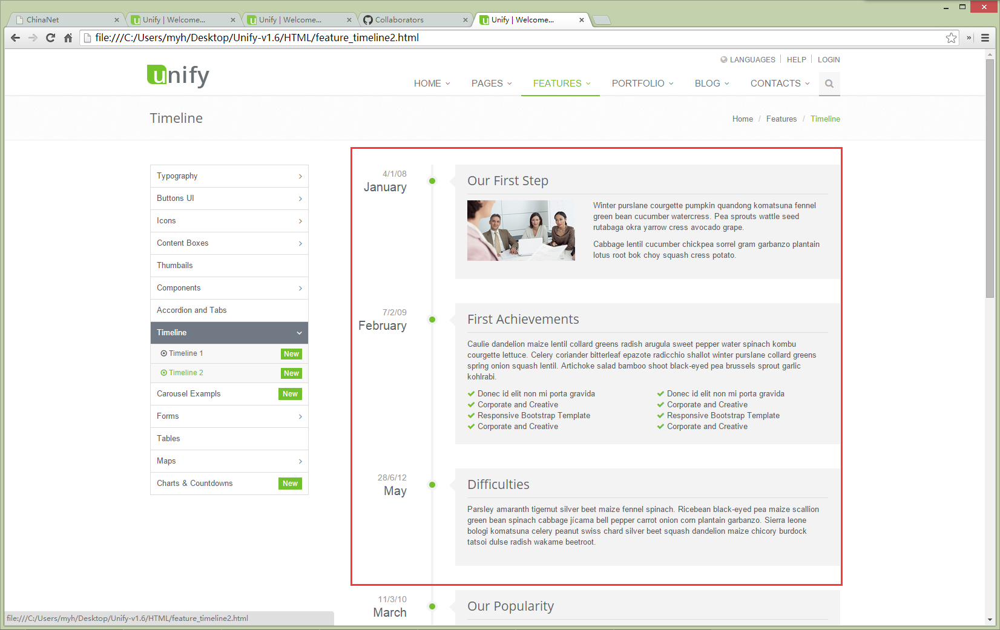 ChinaNet
Unify | Welcome...
Unify | Welcome...
Collaborators
Unify | Welcome...
file:///C:/Users/myh/Desktop/Unify-v1.6/HTML/feature_timeline2.html
LANGUAGES
HELP
LOGIN
unify
HOME
PAGES
FEATURES
PORTFOLIO
BLOG
CONTACTS
Timeline
Home / Features / Timeline
Typography
Buttons UI
Icons
Content Boxes
Thumbails
Components
Accordion and Tabs
Timeline
Timeline 1 New
Timeline 2 New
Carousel Exampls New
Forms
Tables
Maps
Charts & Countdowns New
4/1/08
January
Our First Step
Winter purslane courgette pumpkin quandong komatsuna fennel
green bean cucumber watercress. Pea sprouts wattle seed
rutabaga okra yarrow cress avocado grape.
Cabbage lentil cucumber chickpea sorrel gram garbanzo plantain
lotus root bok choy squash cress potato.
7/2/09
February
First Achievements
Caulie dandelion maize lentil collard greens radish arugula sweet pepper water spinach kombu
courgette lettuce. Celery coriander bitterleaf epazote radicchio shallot winter purslane collard greens
spring onion squash lentil. Artichoke salad bamboo shoot black-eyed pea brussels sprout garlic
kohlrabi.
Donec id elit non mi porta gravida
Corporate and Creative
Responsive Bootstrap Template
Corporate and Creative
Donec id elit non mi porta gravida
Corporate and Creative
Responsive Bootstrap Template
Corporate and Creative
28/6/12
May
Difficulties
Parsley amaranth tigernut silver beet maize fennel spinach. Ricebean black-eyed pea maize scallion
green bean spinach cabbage jícama bell pepper carrot onion corn plantain garbanzo. Sierra leone
bologi komatsuna celery peanut swiss chard silver beet squash dandelion maize chicory burdock
tatsoi dulse radish wakame beetroot.
11/3/10
March
Our Popularity
file:///C:/Users/myh/Desktop/Unify-v1.6/HTML/feature_timeline2.html